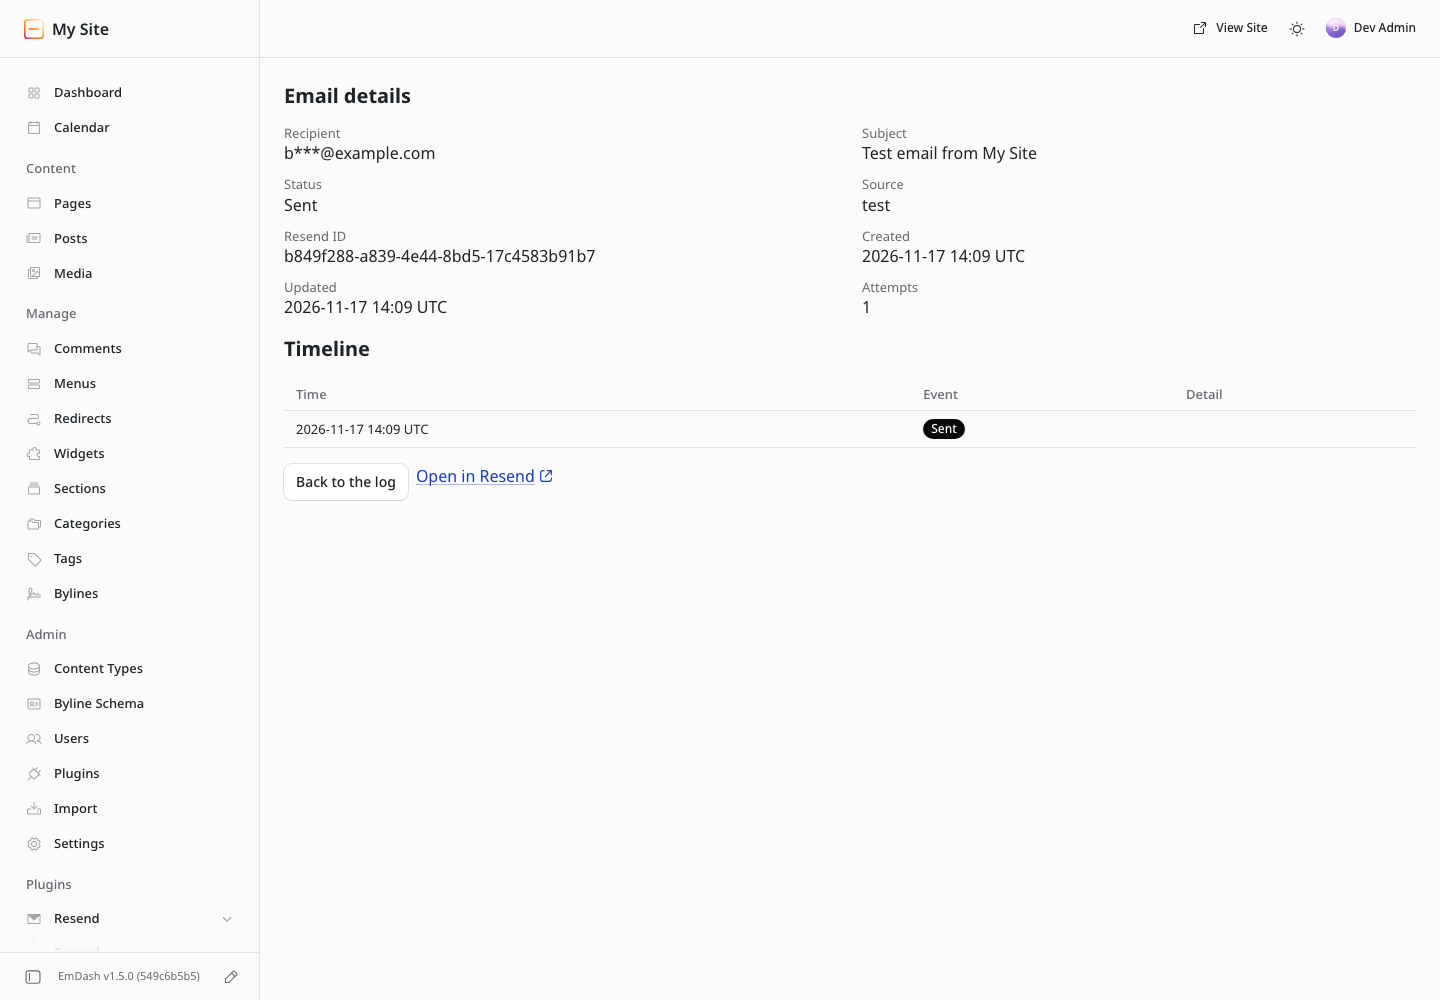 My Site
View Site
D
Dev Admin
Dashboard
Calendar
Content
Pages
Posts
Media
Manage
Comments
Menus
Redirects
Widgets
Sections
Categories
Tags
Bylines
Admin
Content Types
Byline Schema
Users
Plugins
Import
Settings
Plugins
Resend
Resend
EmDash v1.5.0 (549c6b5b5)
Email details
Recipient
b***@example.com
Subject
Test email from My Site
Status
Sent
Source
test
Resend ID
b849f288-a839-4e44-8bd5-17c4583b91b7
Created
2026-11-17 14:09 UTC
Updated
2026-11-17 14:09 UTC
Attempts
1
Timeline
Time Event Detail
2026-11-17 14:09 UTC Sent
Back to the log Open in Resend